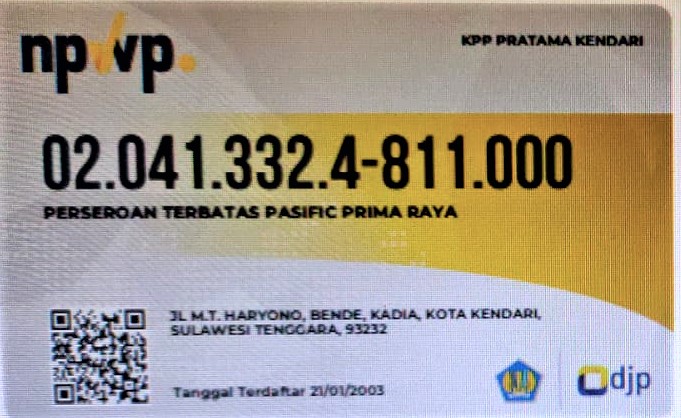 npwp.
KPP PRATAMA KENDARI
02.041.332.4-811.000
PERSEROAN TERBATAS PASIFIC PRIMA RAYA
JL M.T. HARYONO, BENDE, KADIA, KOTA KENDARI,
SULAWESI TENGGARA, 93232
Tanggal Terdaftar 21/01/2003
djp